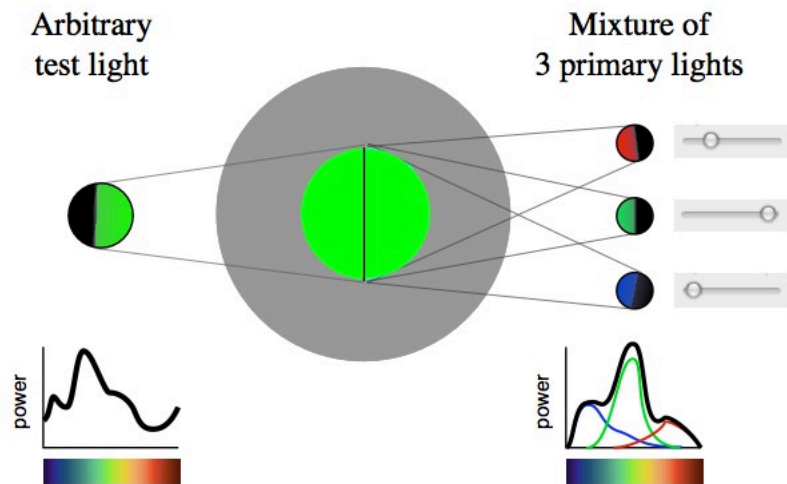 Arbitrary
test light
Mixture of
3 primary lights
power
power